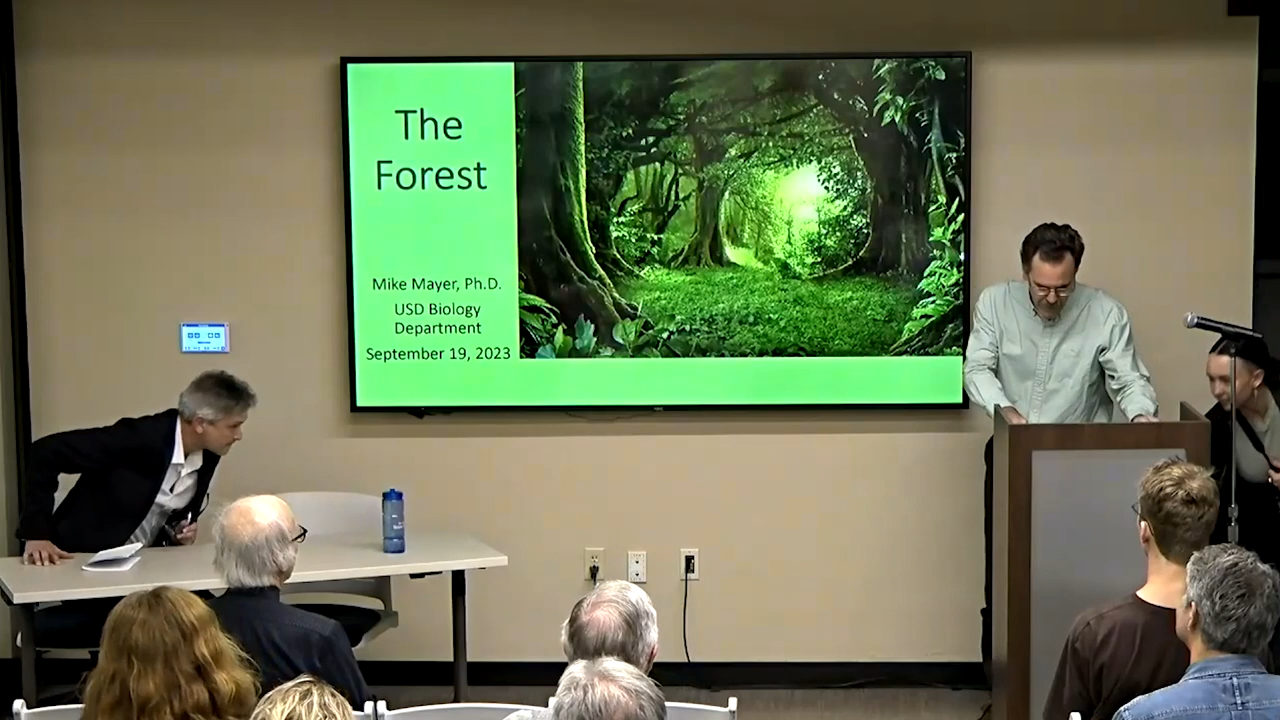 The
Forest
Mike Mayer, Ph.D.
USD Biology
Department
September 19, 2023